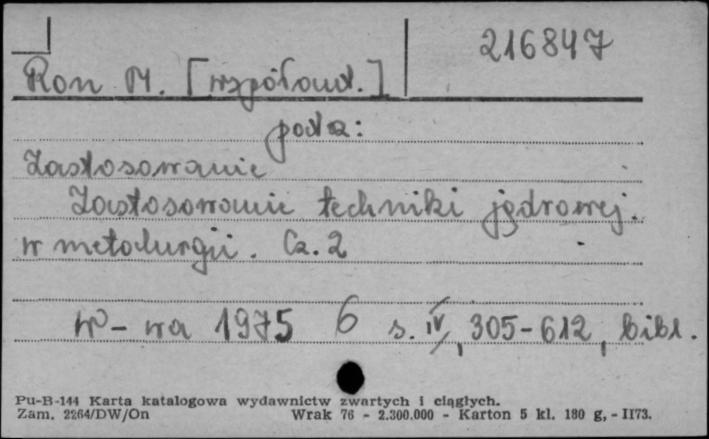 216847
Ron M. [współaut.]
podz:
Zastosowanie
Zastosowanie techniki jądrowej.
w metalurgii. Cz. 2
W-wa 1975 6 s. IV, 305-612, bibl.
Pu-B-144 Karta katalogowa wydawnictw zwartych i ciągłych.
Zam. 2264/DW/On Wrak 76 - 2.300.000 - Karton 5 kl. 180 g, - II73.